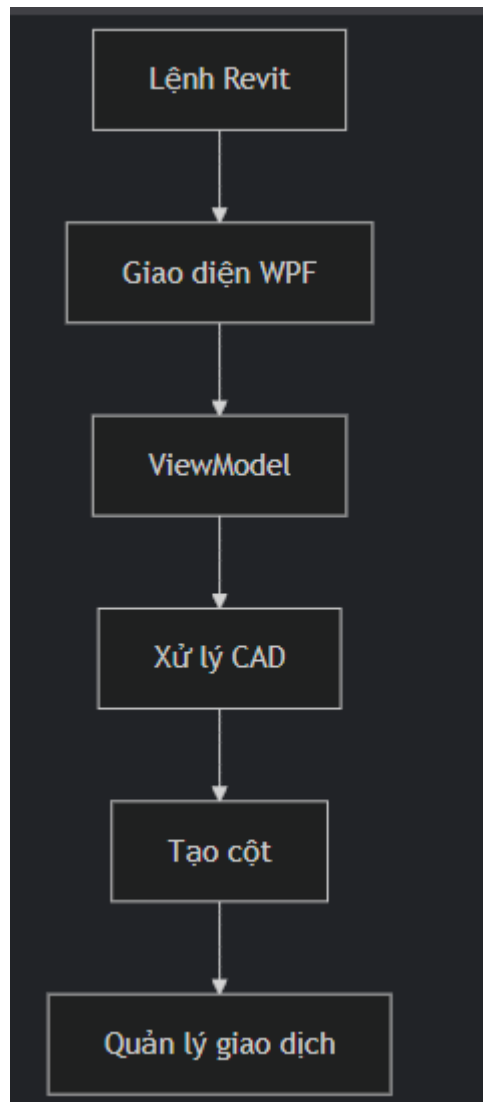 Lệnh Revit
Giao diện WPF
ViewModel
Xử lý CAD
Tạo cột
Quản lý giao dịch